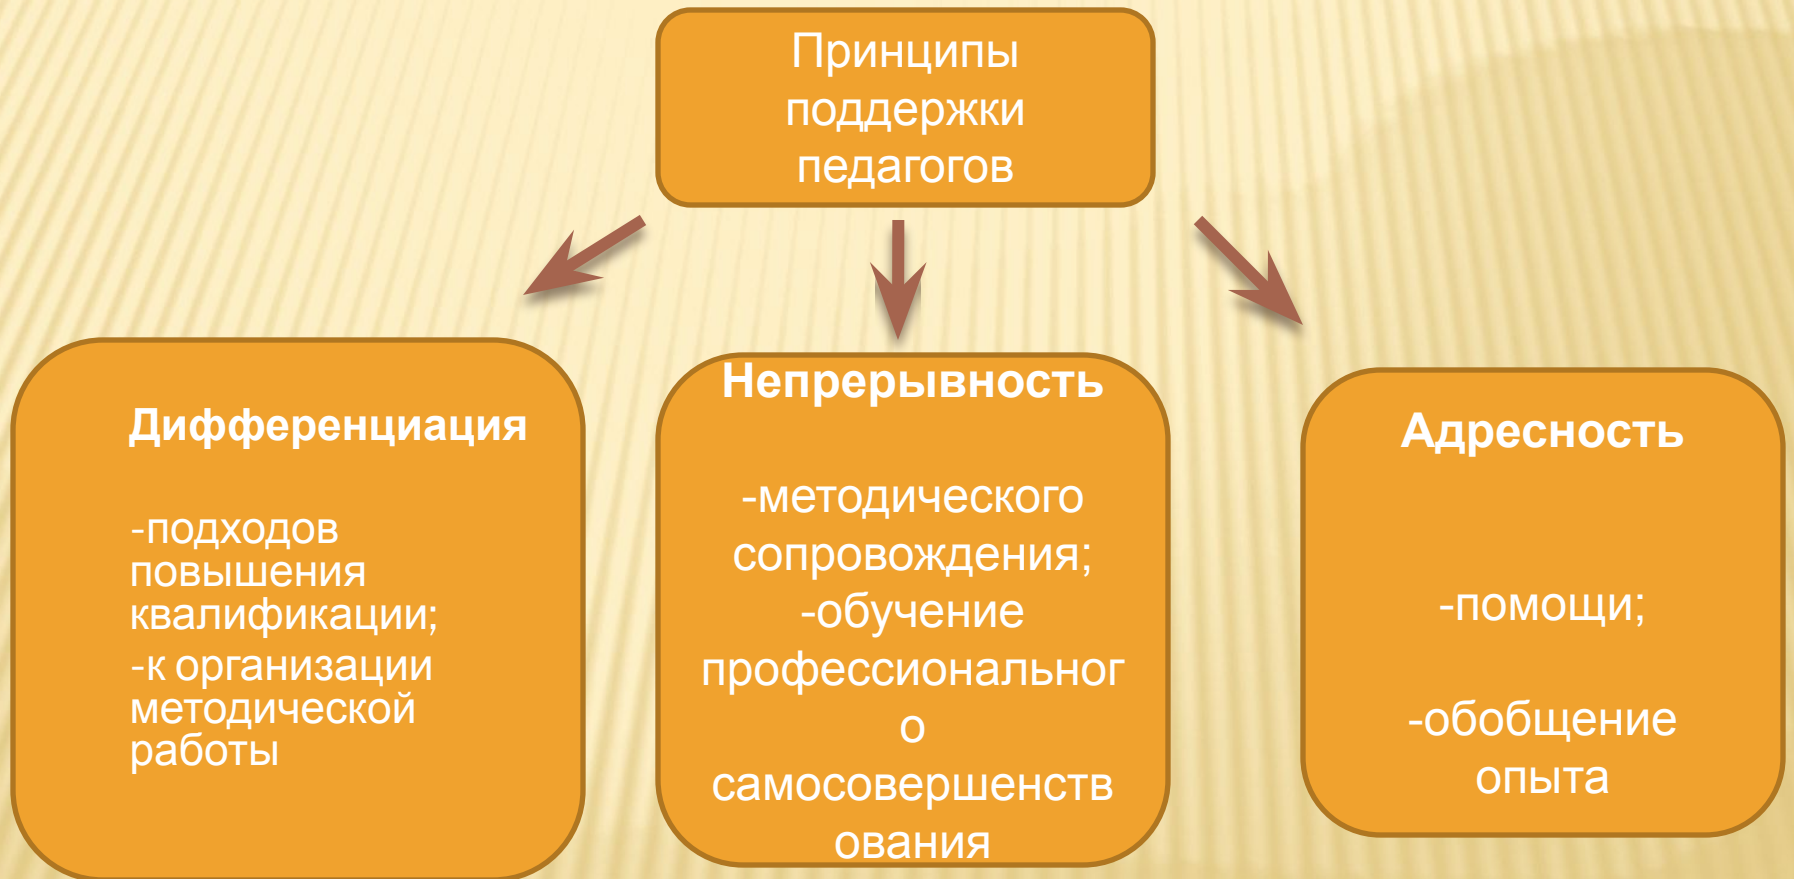 Принципы
поддержки
педагогов
Дифференциация
-подходов
повышения
квалификации;
-к организации
методической
работы
Непрерывность
-методического
сопровождения;
-обучение
профессиональног
о
самосовершенств
ования
Адресность
-помощи;
-обобщение
опыта